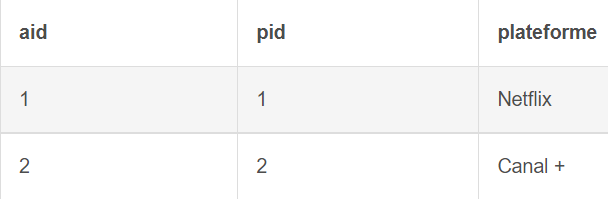 aid pid plateforme
1 1 Netflix
2 2 Canal +